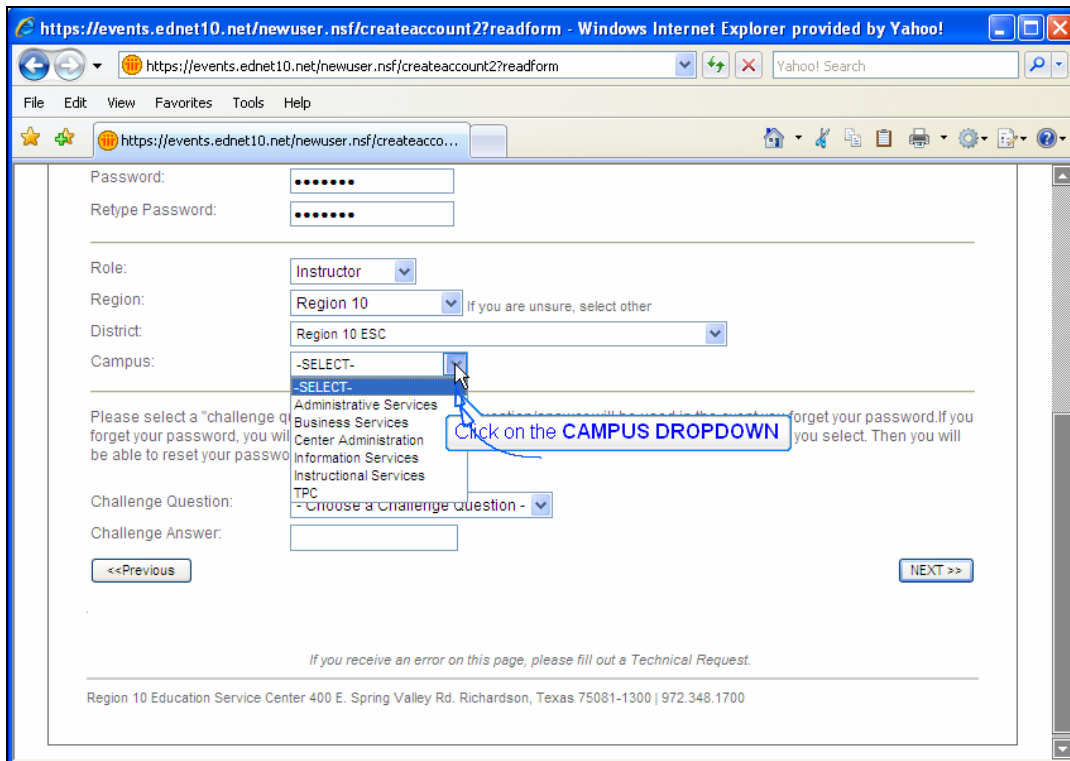 https://events.ednet10.net/newuser.nsf/createaccount2?readform - Windows Internet Explorer provided by Yahoo!
https://events.ednet10.net/newuser.nsf/createaccount2?readform
Yahoo! Search
File Edit View Favorites Tools Help
https://events.ednet10.net/newuser.nsf/createacco...
Password: •••••••
Retype Password: •••••••
Role: Instructor
Region: Region 10 If you are unsure, select other
District: Region 10 ESC
Campus: -SELECT-
-SELECT-
Administrative Services
Business Services
Center Administration
Information Services
Instructional Services
TPC
Click on the CAMPUS DROPDOWN
Please select a "challenge forget your password.If you
forget your password, you you select. Then you will
be able to reset your
Challenge Question: - Choose a Challenge Question -
Challenge Answer:
<<Previous NEXT >>
If you receive an error on this page, please fill out a Technical Request.
Region 10 Education Service Center 400 E. Spring Valley Rd. Richardson, Texas 75081-1300 | 972.348.1700